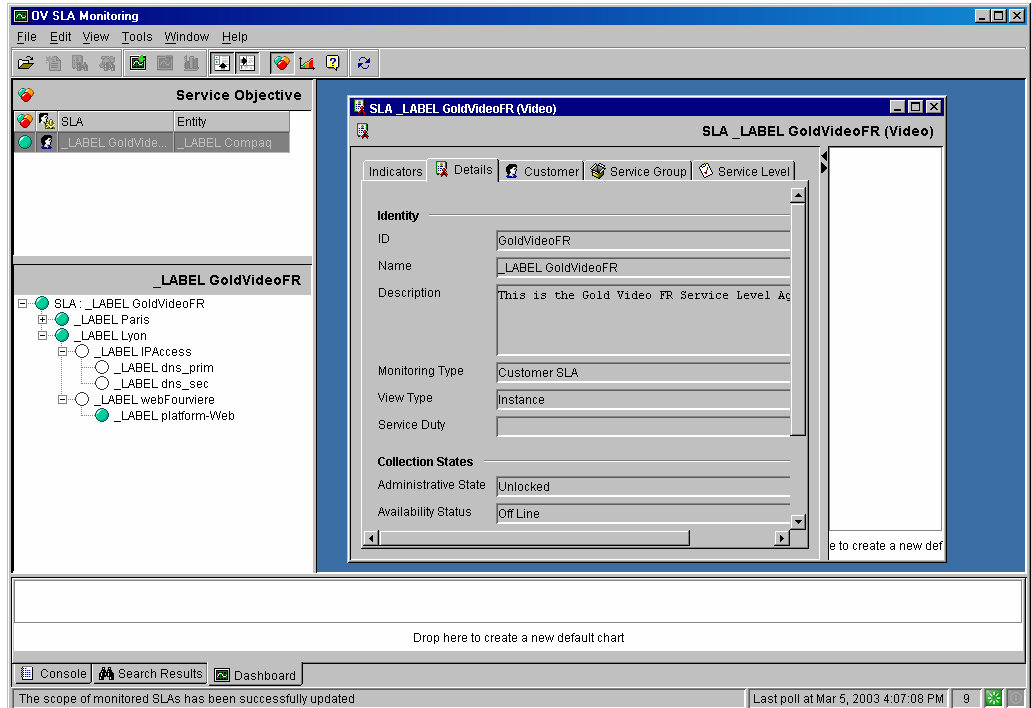 OV SLA Monitoring
File Edit View Tools Window Help
Service Objective
SLA Entity
_LABEL GoldVide... _LABEL Compaq
_LABEL GoldVideoFR
SLA : _LABEL GoldVideoFR
_LABEL Paris
_LABEL Lyon
_LABEL IPAccess
_LABEL dns_prim
_LABEL dns_sec
_LABEL webFourviere
_LABEL platform-Web
SLA _LABEL GoldVideoFR (Video)
SLA _LABEL GoldVideoFR (Video)
Indicators Details Customer Service Group Service Level
Identity
ID GoldVideoFR
Name _LABEL GoldVideoFR
Description This is the Gold Video FR Service Level Ag
Monitoring Type Customer SLA
View Type Instance
Service Duty
Collection States
Administrative State Unlocked
Availability Status Off Line
e to create a new def
Drop here to create a new default chart
Console Search Results Dashboard
The scope of monitored SLAs has been successfully updated Last poll at Mar 5, 2003 4:07:08 PM 9